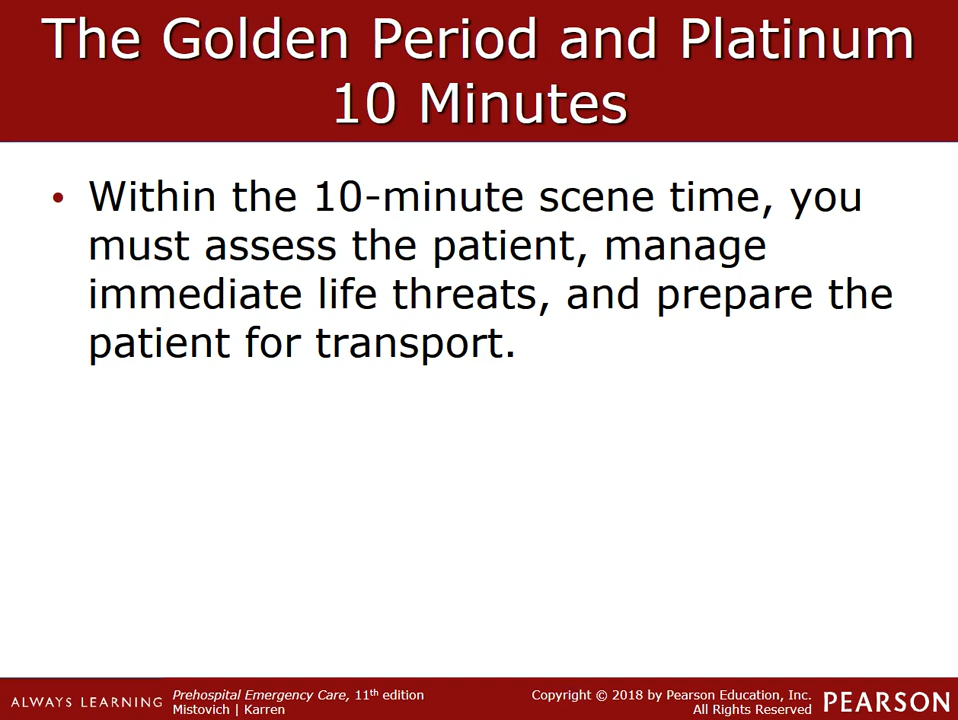 The Golden Period and Platinum
10 Minutes
• Within the 10-minute scene time, you
must assess the patient, manage
immediate life threats, and prepare the
patient for transport.
ALWAYS LEARNING
Prehospital Emergency Care, 11th edition
Mistovich | Karren
Copyright © 2018 by Pearson Education, Inc.
All Rights Reserved
PEARSON